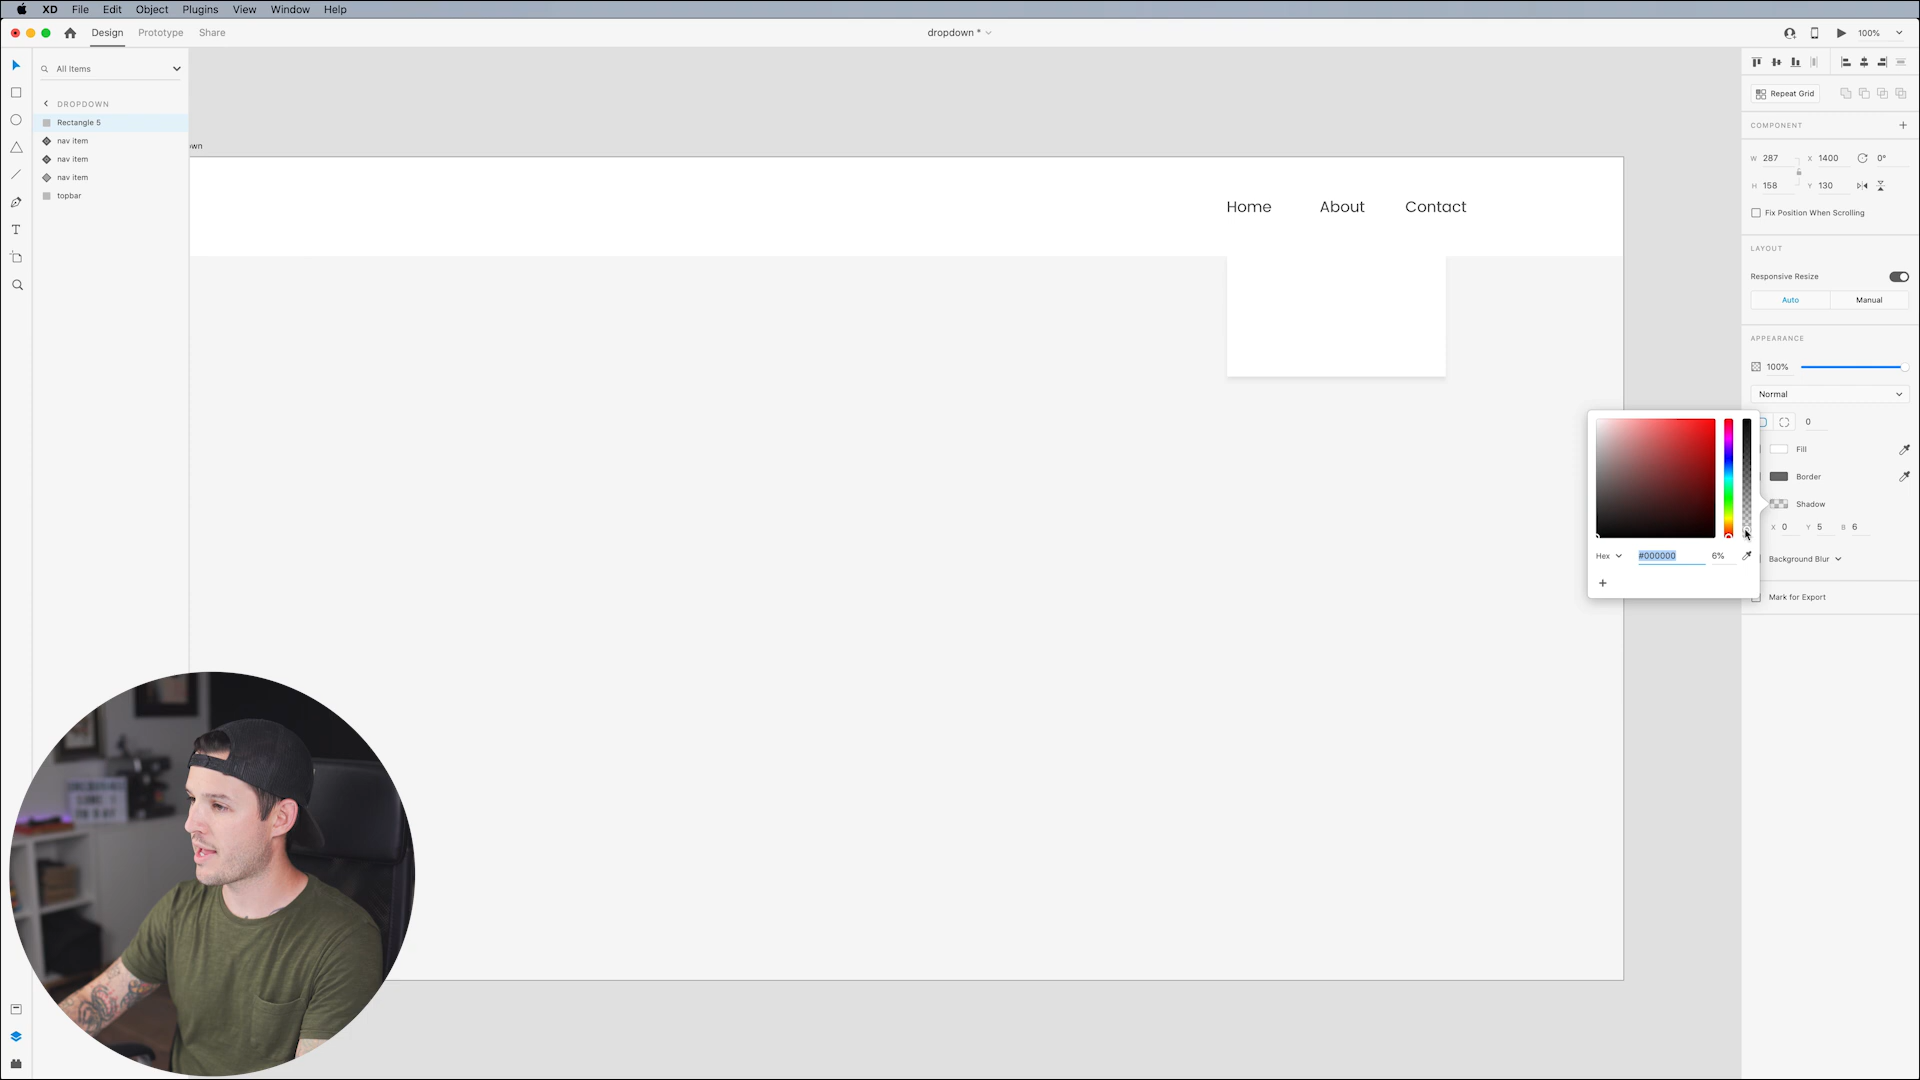 XD File Edit Object Plugins View Window Help
Design Prototype Share
dropdown *
100%
All Items
DROPDOWN
Rectangle 5
nav item
nav item
nav item
topbar
wn
Home About Contact
Repeat Grid
COMPONENT
W 287 X 1400 0°
H 158 Y 130
Fix Position When Scrolling
LAYOUT
Responsive Resize
Auto Manual
APPEARANCE
100%
Normal
0
Fill
Border
Shadow
X 0 Y 5 B 6
Hex #000000 6%
Background Blur
Mark for Export